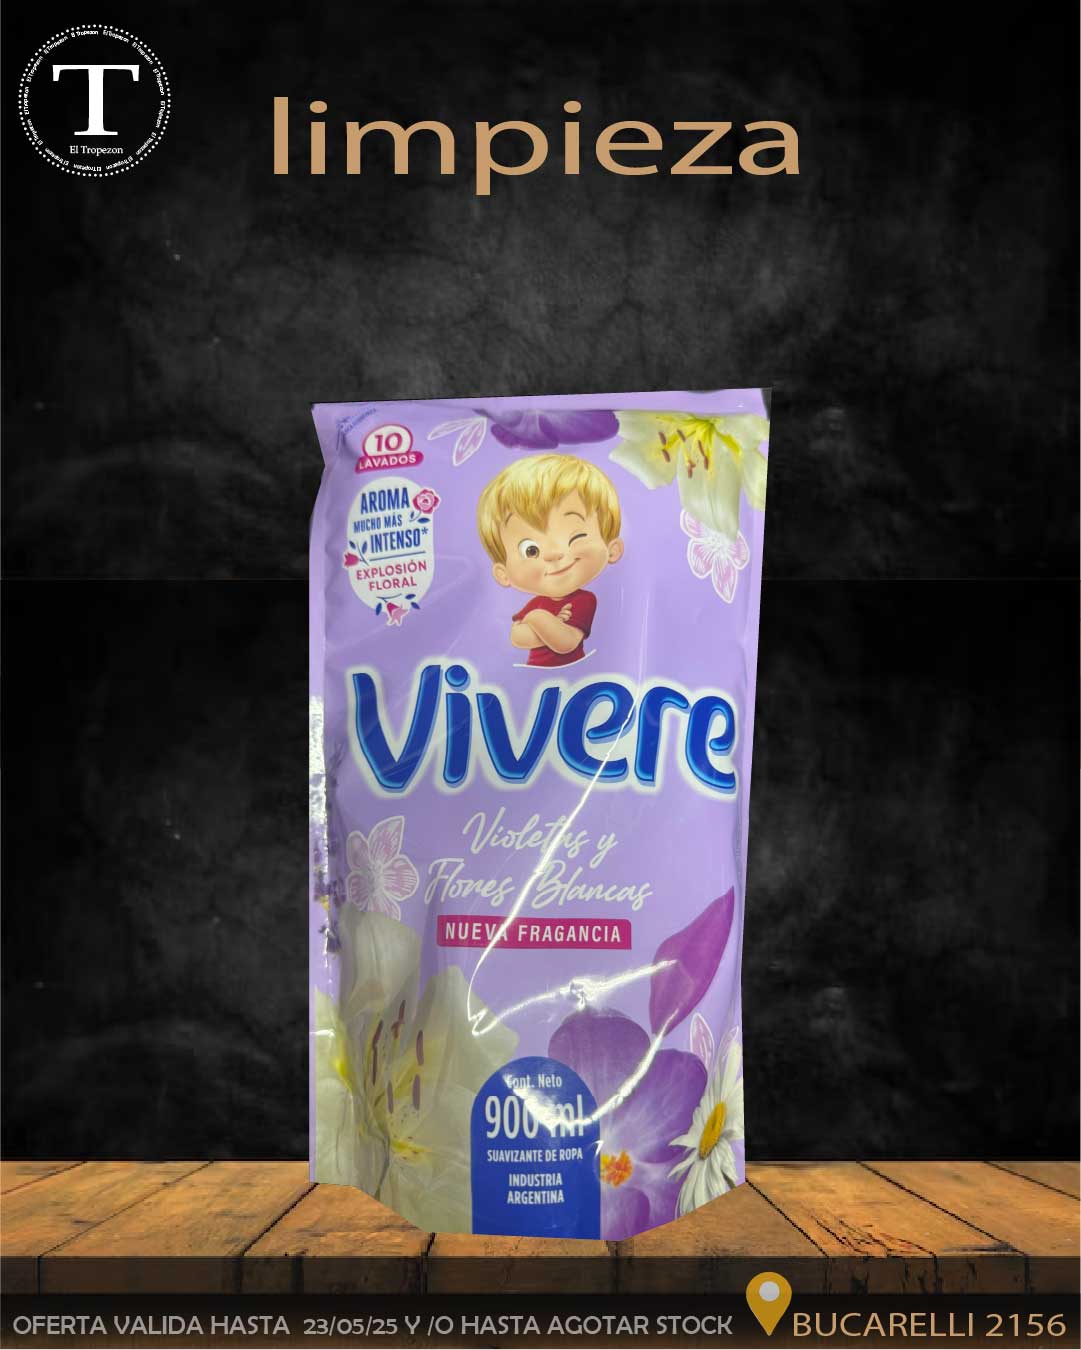 T
El Tropezon
limpieza
10
LAVADOS
AROMA
MUCHO MÁS
INTENSO*
EXPLOSIÓN
FLORAL
Vivere
Violetas y
Flores Blancas
NUEVA FRAGANCIA
Cont. Neto
900 ml
SUAVIZANTE DE ROPA
INDUSTRIA
ARGENTINA
OFERTA VALIDA HASTA 23/05/25 Y /O HASTA AGOTAR STOCK
BUCARELLI 2156